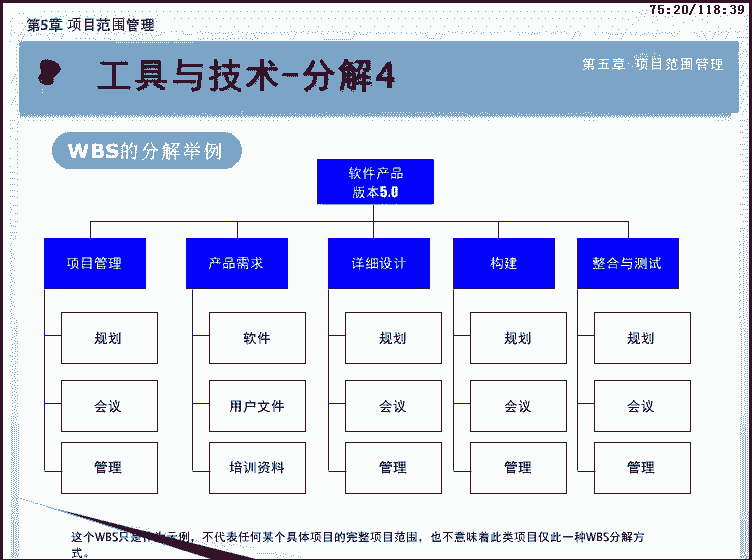 75:20/118:39
第5章 项目范围管理
工具与技术-分解4
第五章 项目范围管理
WBS的分解举例
软件产品
版本5.0
项目管理
产品需求
详细设计
构建
整合与测试
规划
软件
规划
规划
规划
会议
用户文件
会议
会议
会议
管理
培训资料
管理
管理
管理
这个WBS只是作为示例，不代表任何某个具体项目的完整项目范围，也不意味着此类项目仅此一种WBS分解方
式。